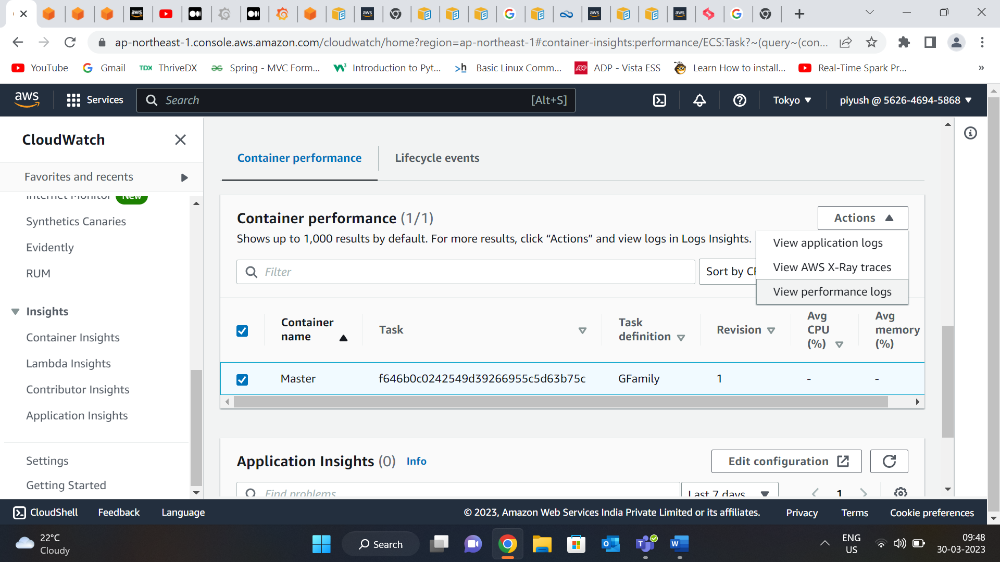 ap-northeast-1.console.aws.amazon.com/cloudwatch/home?region=ap-northeast-1#container-insights:performance/ECS:Task?~(query~(con...
YouTube
Gmail
TDX ThriveDX
Spring - MVC Form...
Introduction to Pyt...
Basic Linux Comm...
ADP - Vista ESS
Learn How to install...
Real-Time Spark Pr...
»
aws
Services
Search
[Alt+S]
Tokyo
piyush @ 5626-4694-5868
CloudWatch
Favorites and recents
Internet Monitor New
Synthetics Canaries
Evidently
RUM
Insights
Container Insights
Lambda Insights
Contributor Insights
Application Insights
Settings
Getting Started
Container performance
Lifecycle events
Container performance (1/1)
Actions
Shows up to 1,000 results by default. For more results, click “Actions” and view logs in Logs Insights.
View application logs
View AWS X-Ray traces
View performance logs
Filter
Sort by CP
Container name
Task
Task definition
Revision
Avg CPU (%)
Avg memory (%)
Master
f646b0c0242549d39266955c5d63b75c
GFamily
1
-
-
Application Insights (0) Info
Edit configuration
Find problems
Last 7 days
1
CloudShell
Feedback
Language
© 2023, Amazon Web Services India Private Limited or its affiliates.
Privacy
Terms
Cookie preferences
22°C
Cloudy
Search
ENG
US
09:48
30-03-2023